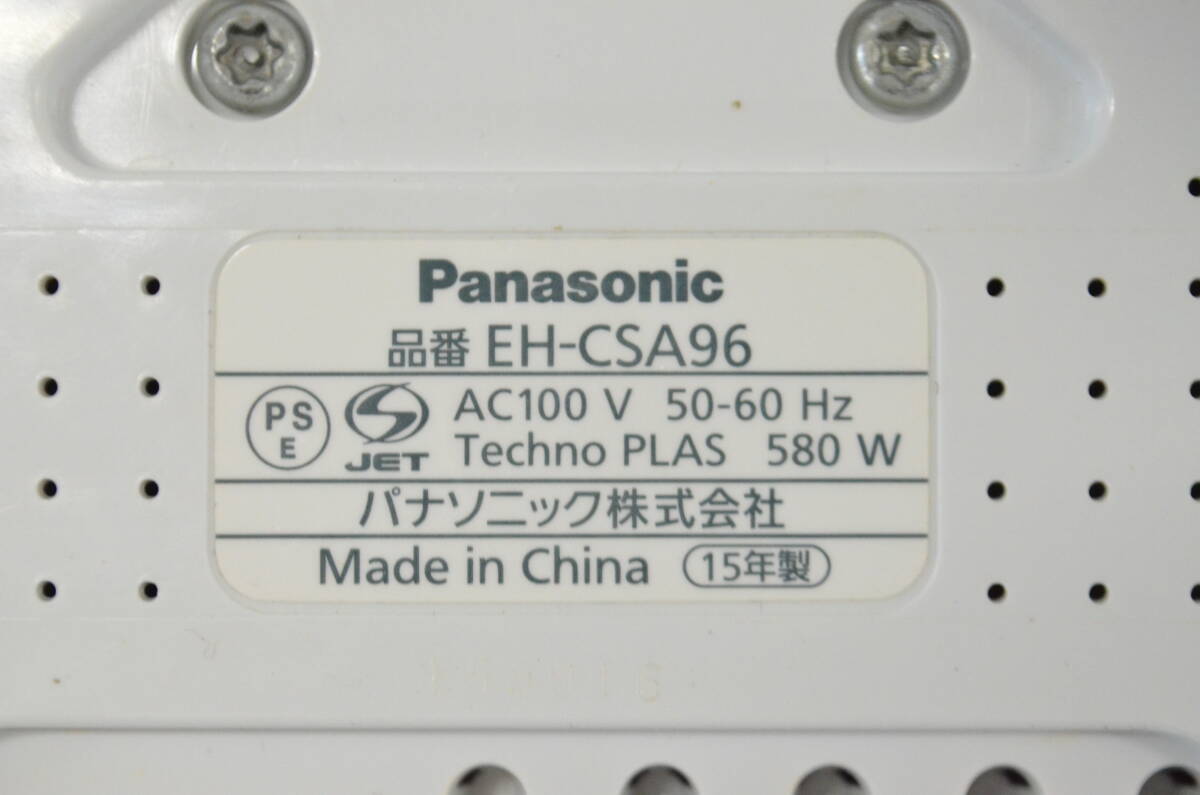 Panasonic
品番 EH-CSA96
PS
E
JET
AC100 V 50-60 Hz
Techno PLAS 580 W
パナソニック株式会社
Made in China 15年製